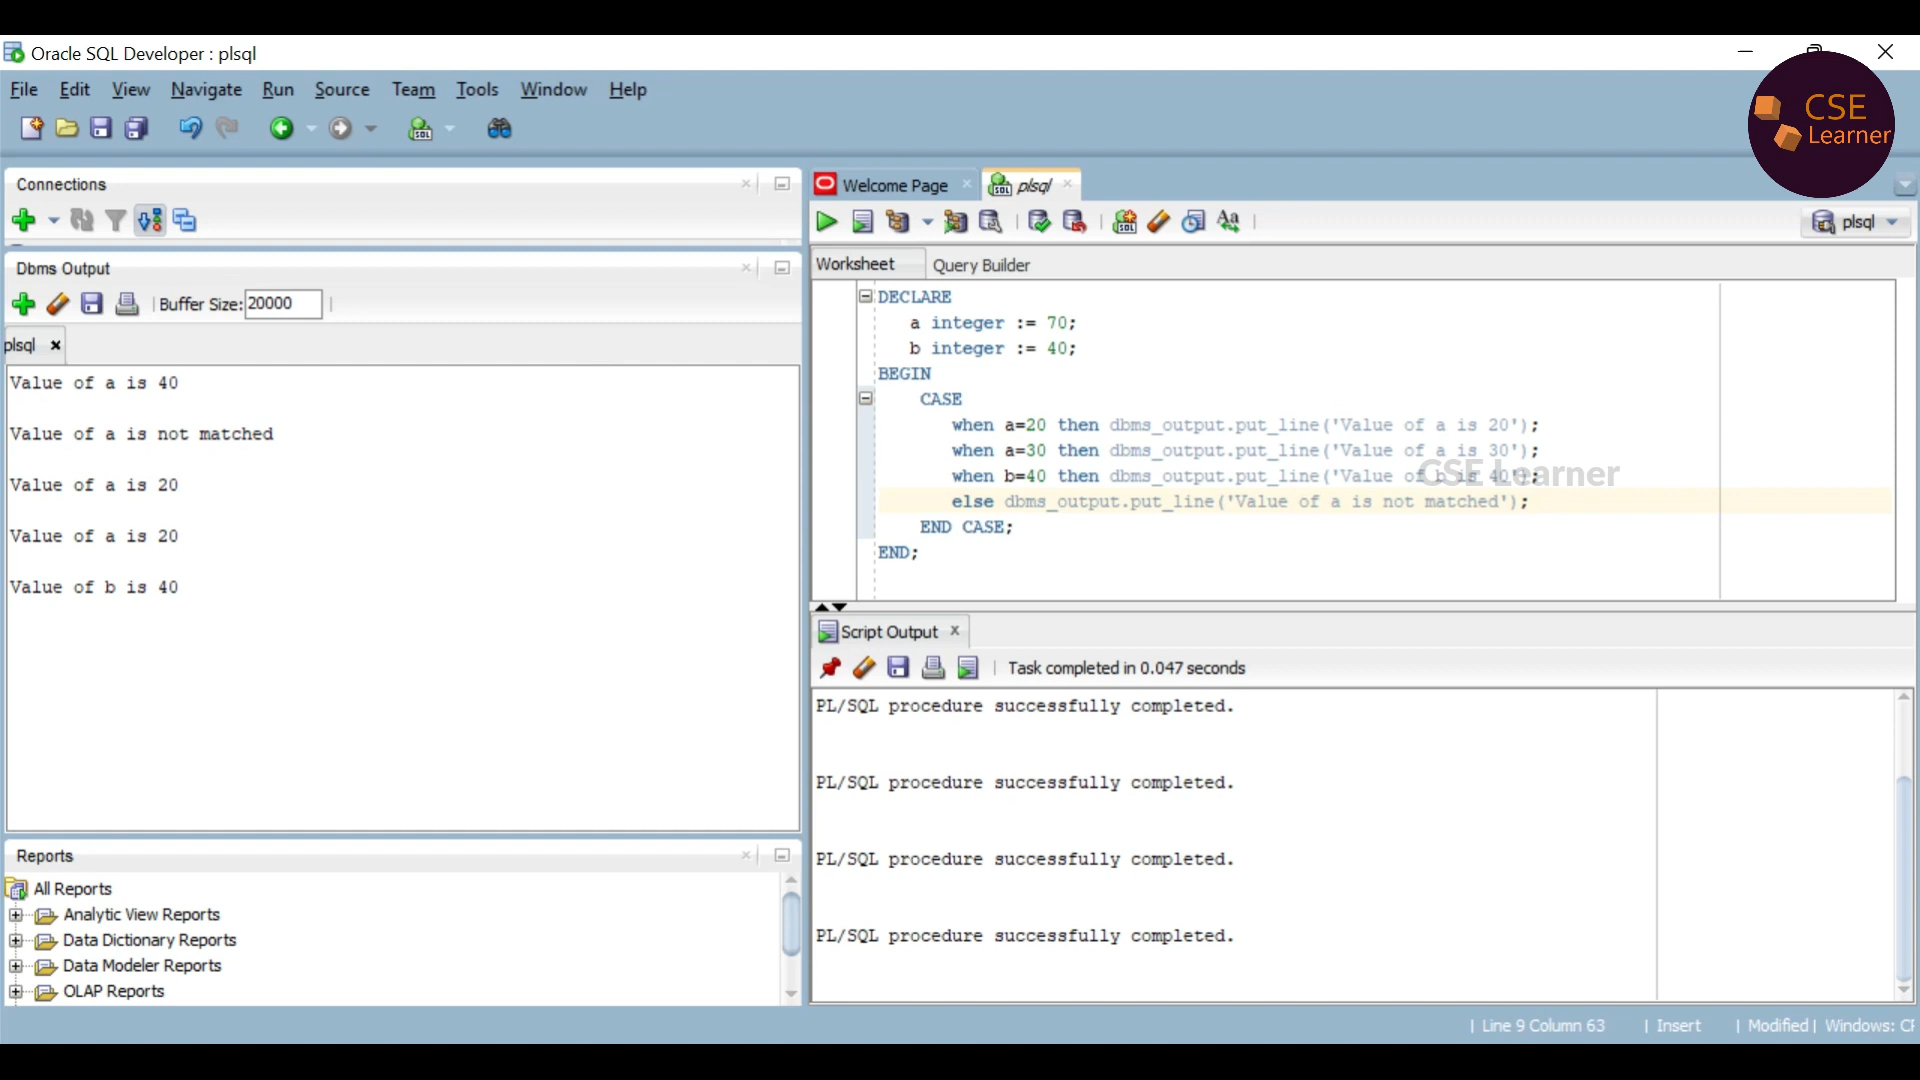 Oracle SQL Developer : plsql
File Edit View Navigate Run Source Team Tools Window Help
CSE
Learner
Connections
Dbms Output
Buffer Size: 20000
plsql
Value of a is 40
Value of a is not matched
Value of a is 20
Value of a is 20
Value of b is 40
Reports
All Reports
Analytic View Reports
Data Dictionary Reports
Data Modeler Reports
OLAP Reports
Welcome Page
plsql
plsql
Worksheet
Query Builder
DECLARE
a integer := 70;
b integer := 40;
BEGIN
CASE
when a=20 then dbms_output.put_line('Value of a is 20');
when a=30 then dbms_output.put_line('Value of a is 30');
when b=40 then dbms_output.put_line('Value of b is 40');
else dbms_output.put_line('Value of a is not matched');
END CASE;
END;
CSE Learner
Script Output
Task completed in 0.047 seconds
PL/SQL procedure successfully completed.
PL/SQL procedure successfully completed.
PL/SQL procedure successfully completed.
PL/SQL procedure successfully completed.
| Line 9 Column 63 | Insert | Modified | Windows: CF